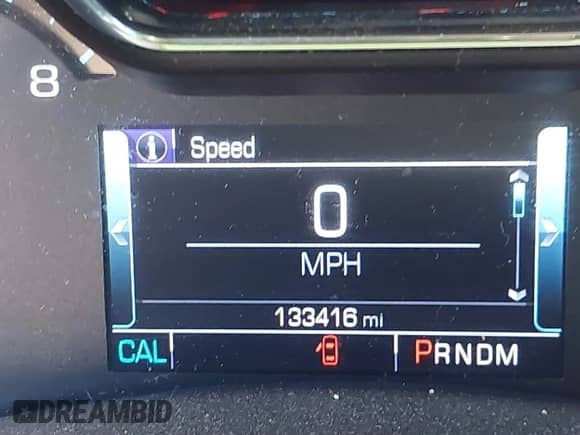 8
i Speed
0
MPH
133416 mi
CAL PRNDM
DREAMBID